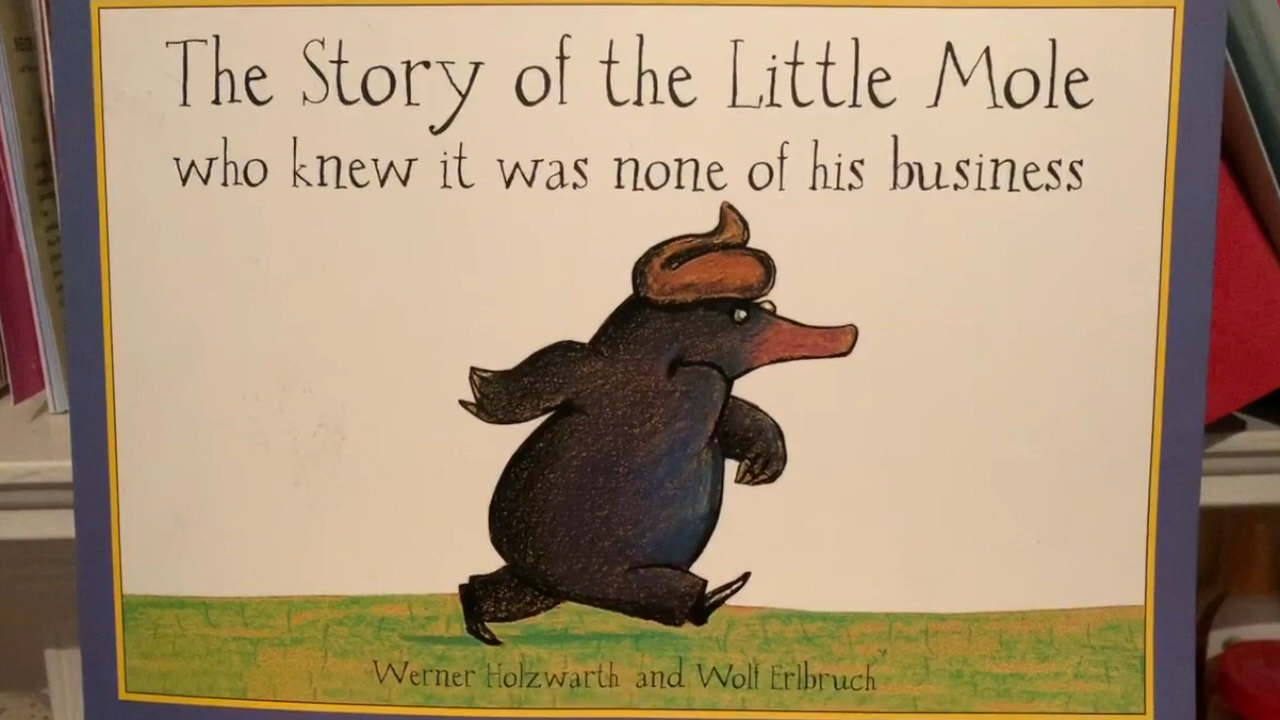 The Story of the Little Mole
who knew it was none of his business
Werner Holzwarth and Wolf Erlbruch